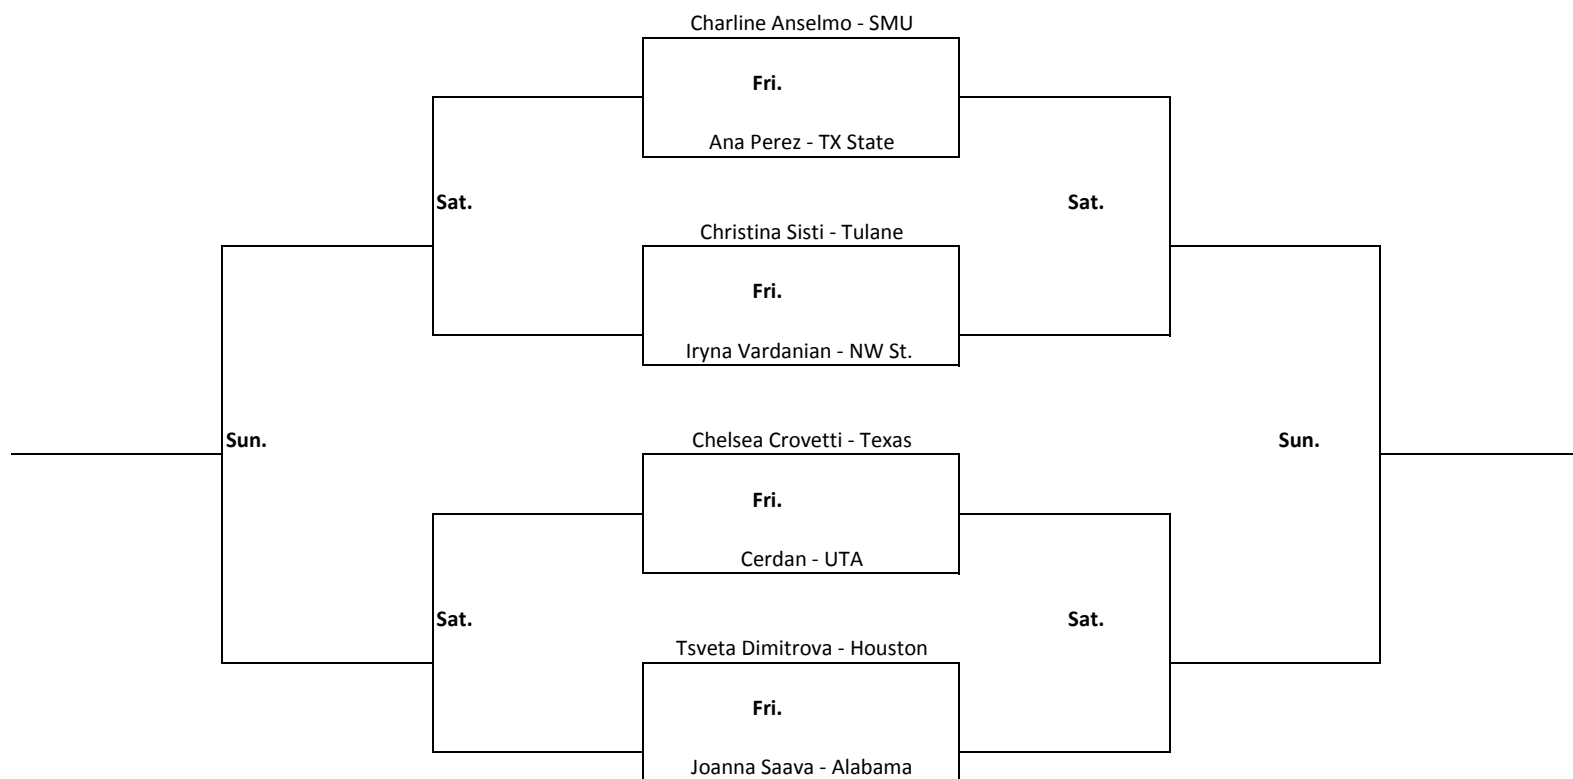 Charline Anselmo - SMU
Fri.
Ana Perez - TX State
Sat.
Sat.
Christina Sisti - Tulane
Fri.
Iryna Vardanian - NW St.
Sun.
Chelsea Crovetti - Texas
Sun.
Fri.
Cerdan - UTA
Sat.
Sat.
Tsveta Dimitrova - Houston
Fri.
Joanna Saava - Alabama